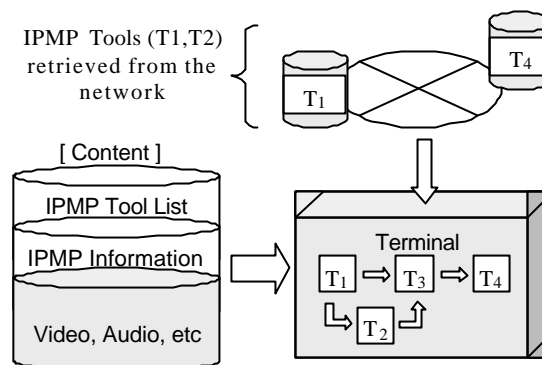 IPMP Tools (T1,T2)
retrieved from the
network
T1
T4
[ Content ]
IPMP Tool List
IPMP Information
Video, Audio, etc
Terminal
T1
T3
T4
T2